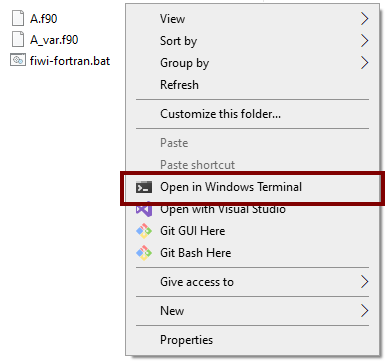 A.f90
A_var.f90
fiwi-fortran.bat
View
Sort by
Group by
Refresh
Customize this folder...
Paste
Paste shortcut
Open in Windows Terminal
Open with Visual Studio
Git GUI Here
Git Bash Here
Give access to
New
Properties